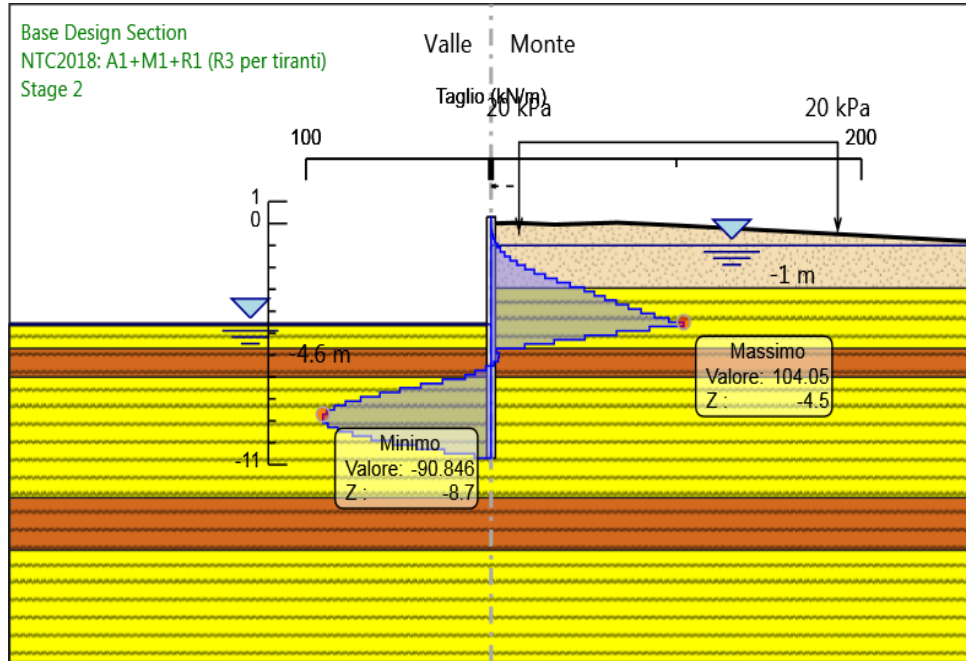 Base Design Section
NTC2018: A1+M1+R1 (R3 per tiranti)
Stage 2
Valle
Monte
Taglio (kN/m)
20 kPa
20 kPa
100
200
1
0
-1 m
-4.6 m
Massimo
Valore: 104.05
Z : -4.5
Minimo
Valore: -90.846
Z : -8.7
-11